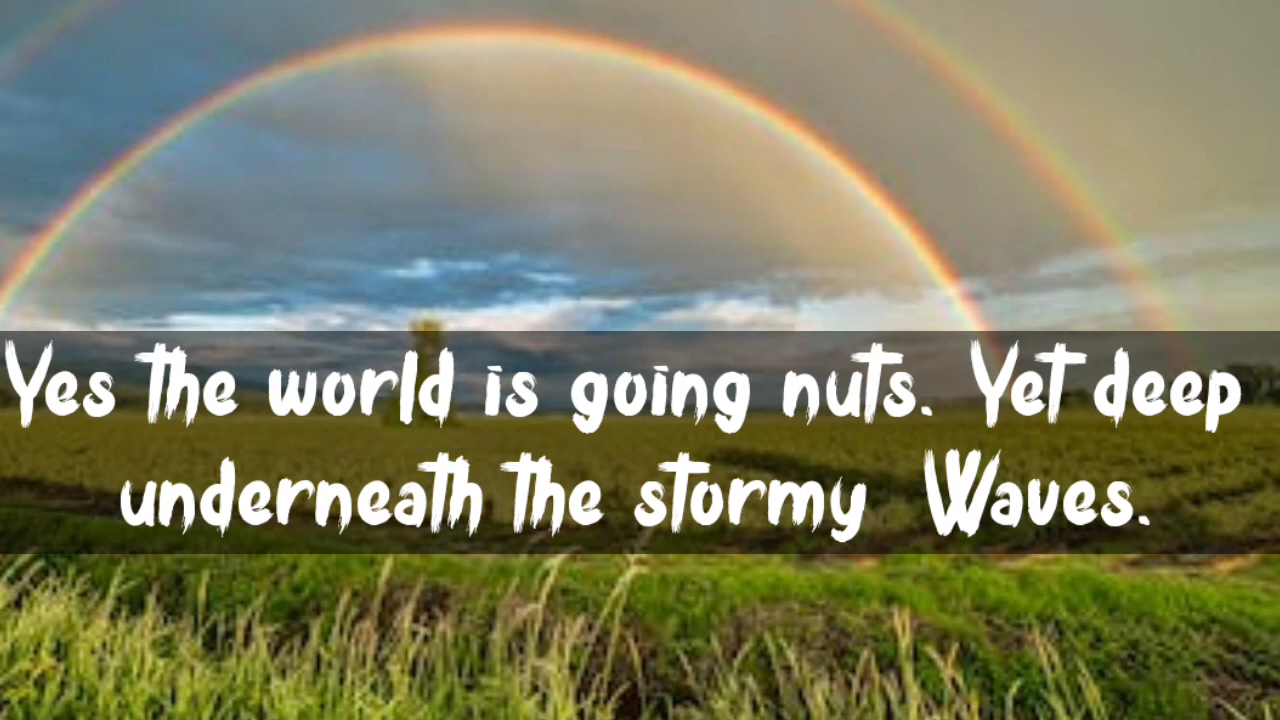 Yes the world is going nuts. Yet deep
underneath the stormy Waves.